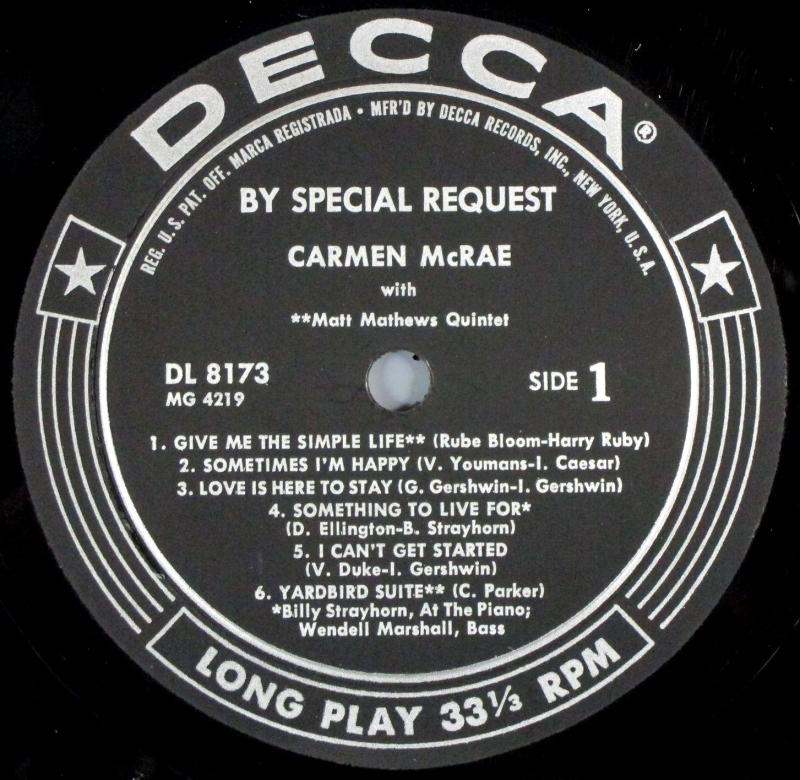 DECCA®
REG. U.S. PAT. OFF. MARCA REGISTRADA • MFR'D BY DECCA RECORDS, INC., NEW YORK, U.S.A.
BY SPECIAL REQUEST
CARMEN McRAE
with
**Matt Mathews Quintet
DL 8173
MG 4219
SIDE 1
1. GIVE ME THE SIMPLE LIFE** (Rube Bloom-Harry Ruby)
2. SOMETIMES I'M HAPPY (V. Youmans-I. Caesar)
3. LOVE IS HERE TO STAY (G. Gershwin-I. Gershwin)
4. SOMETHING TO LIVE FOR*
(D. Ellington-B. Strayhorn)
5. I CAN'T GET STARTED
(V. Duke-I. Gershwin)
6. YARDBIRD SUITE** (C. Parker)
*Billy Strayhorn, At The Piano;
Wendell Marshall, Bass
LONG PLAY 33⅓ RPM